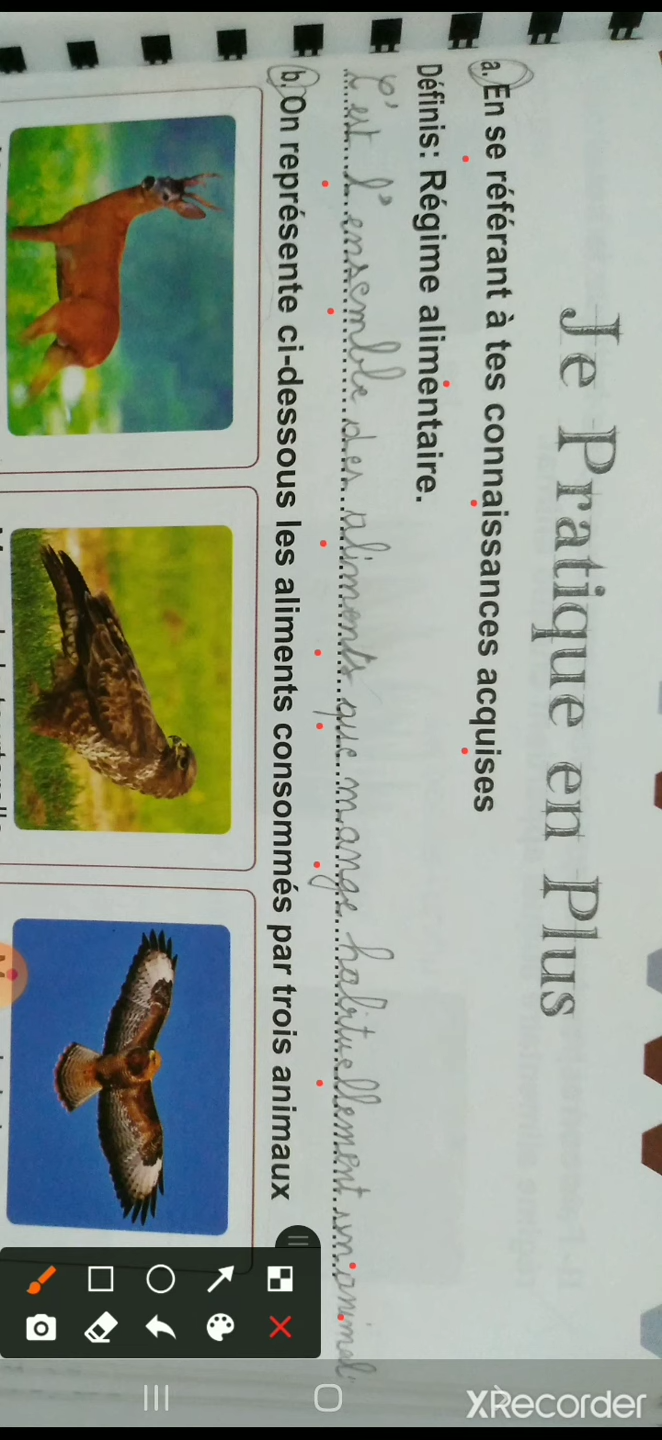 Je Pratique en Plus
a. En se référant à tes connaissances acquises
Définis: Régime alimentaire.
C'est l'ensemble des aliments que mange habituellement un animal.
b. On représente ci-dessous les aliments consommés par trois animaux
XRecorder